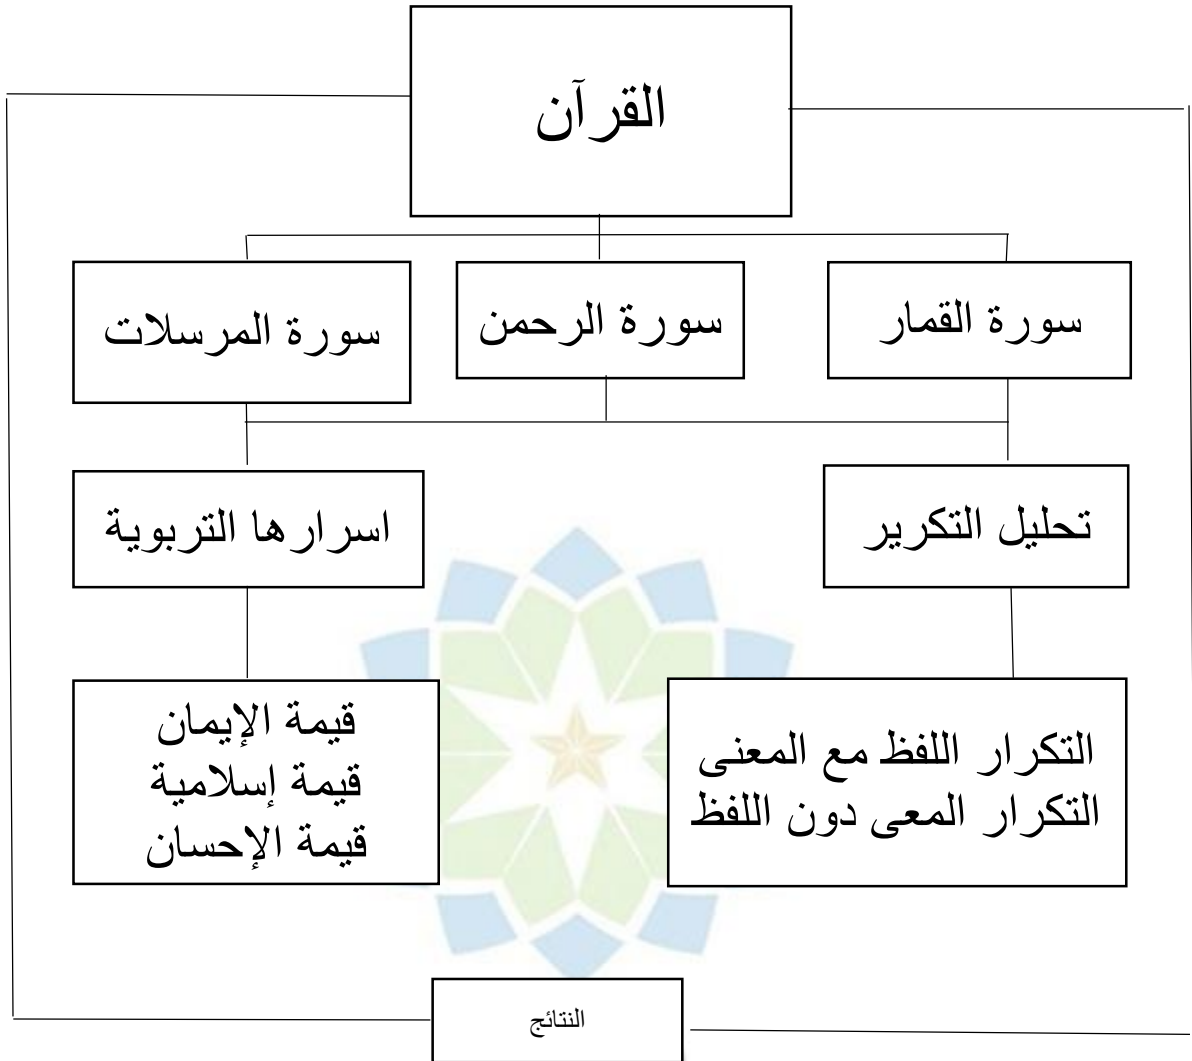 القرآن
سورة القمار
سورة الرحمن
سورة المرسلات
تحليل التكرير
اسرارها التربوية
التكرار اللفظ مع المعنى
التكرار المعى دون اللفظ
قيمة الإيمان
قيمة إسلامية
قيمة الإحسان
النتائج